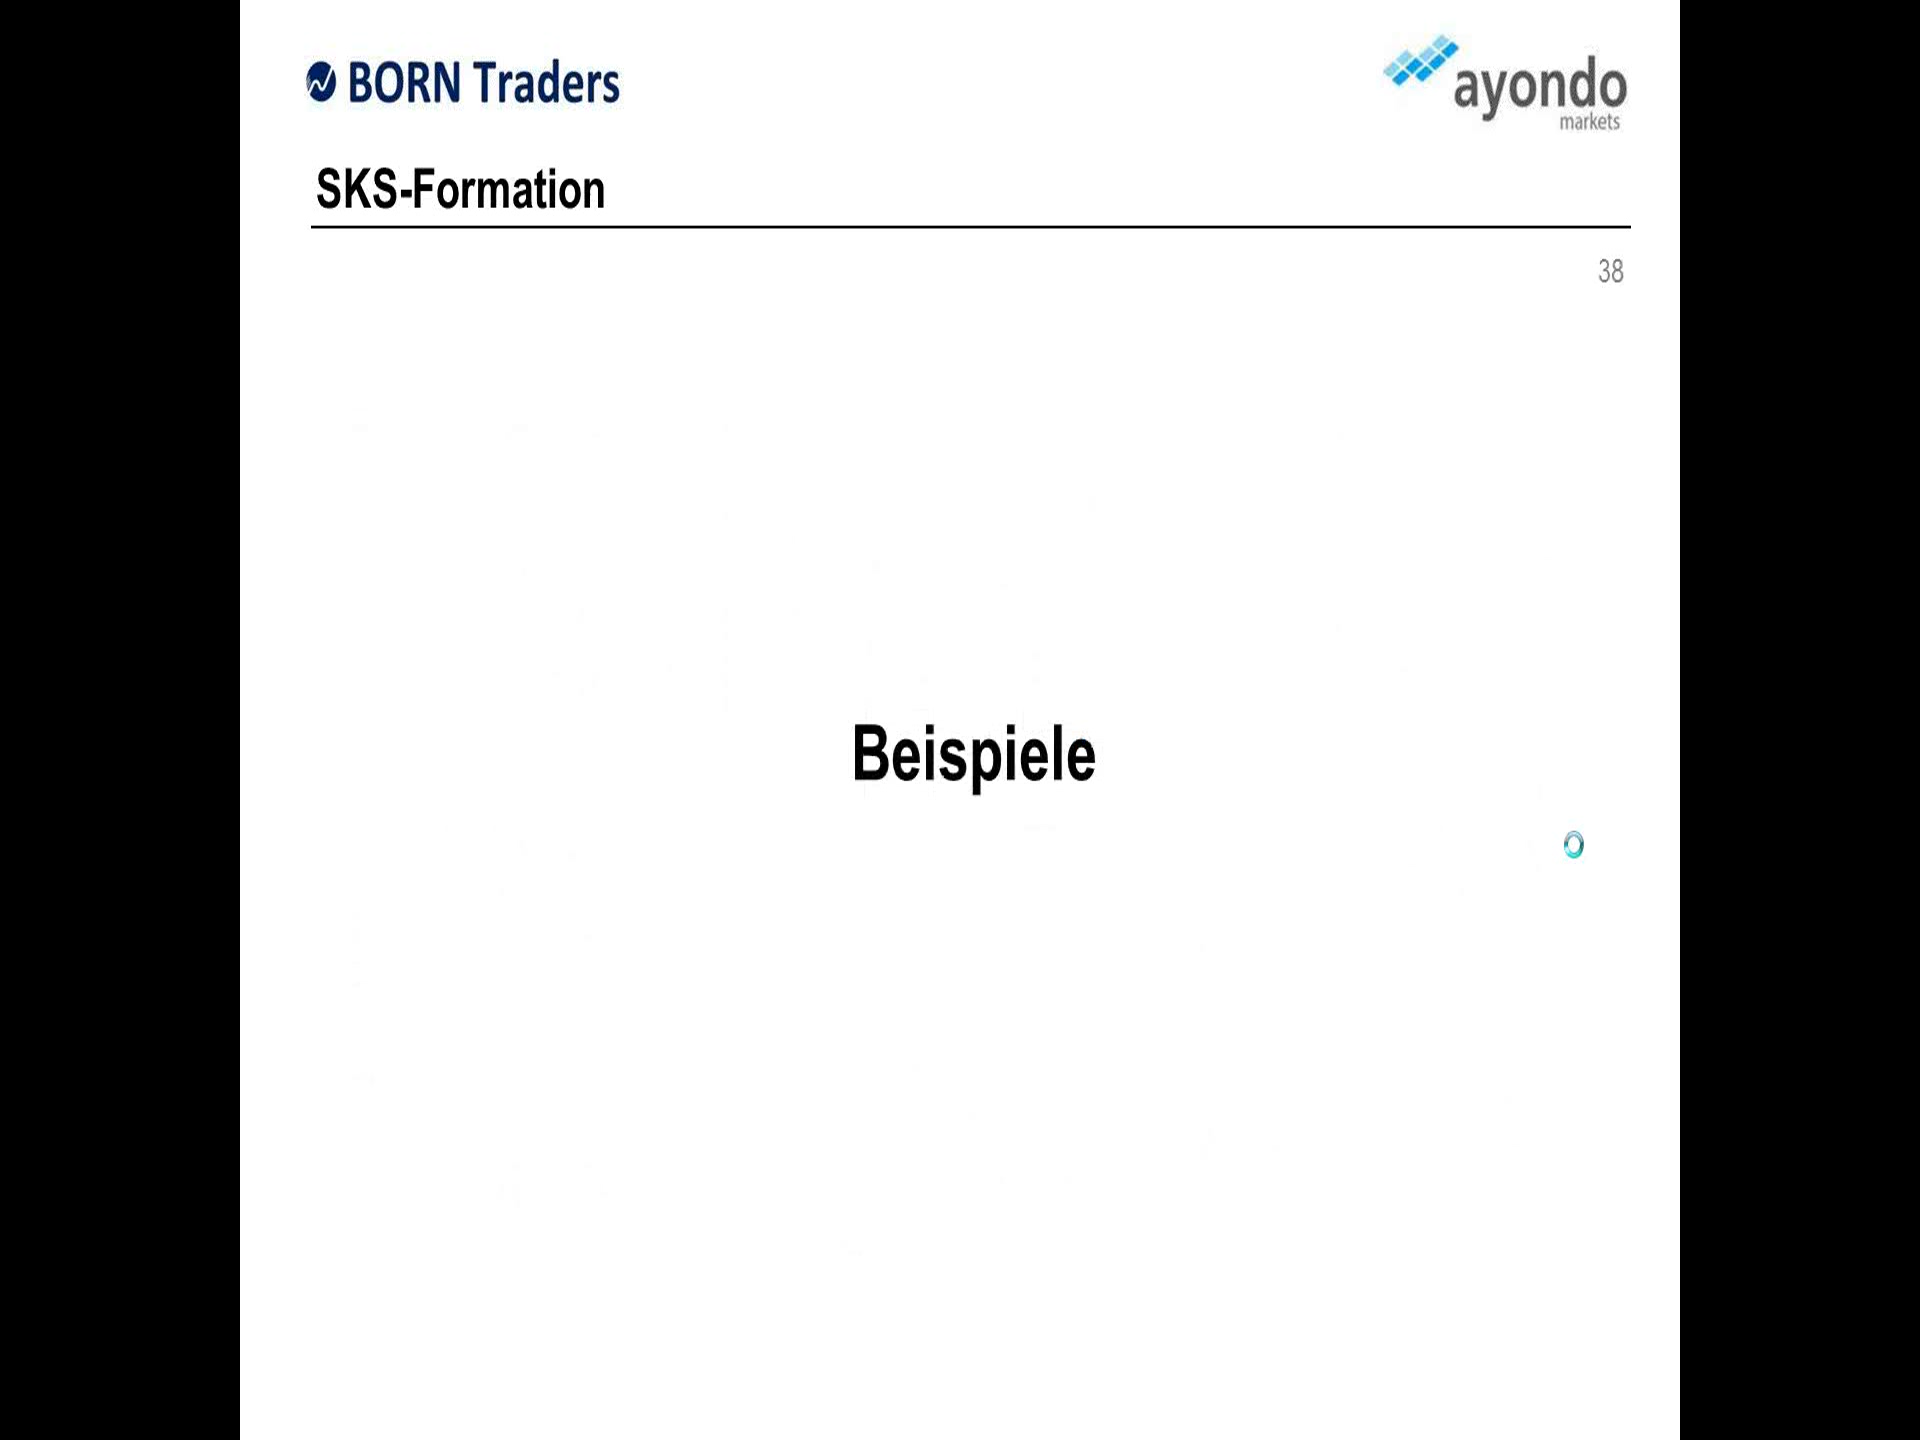 BORN Traders
ayondo
markets
SKS-Formation
38
Beispiele